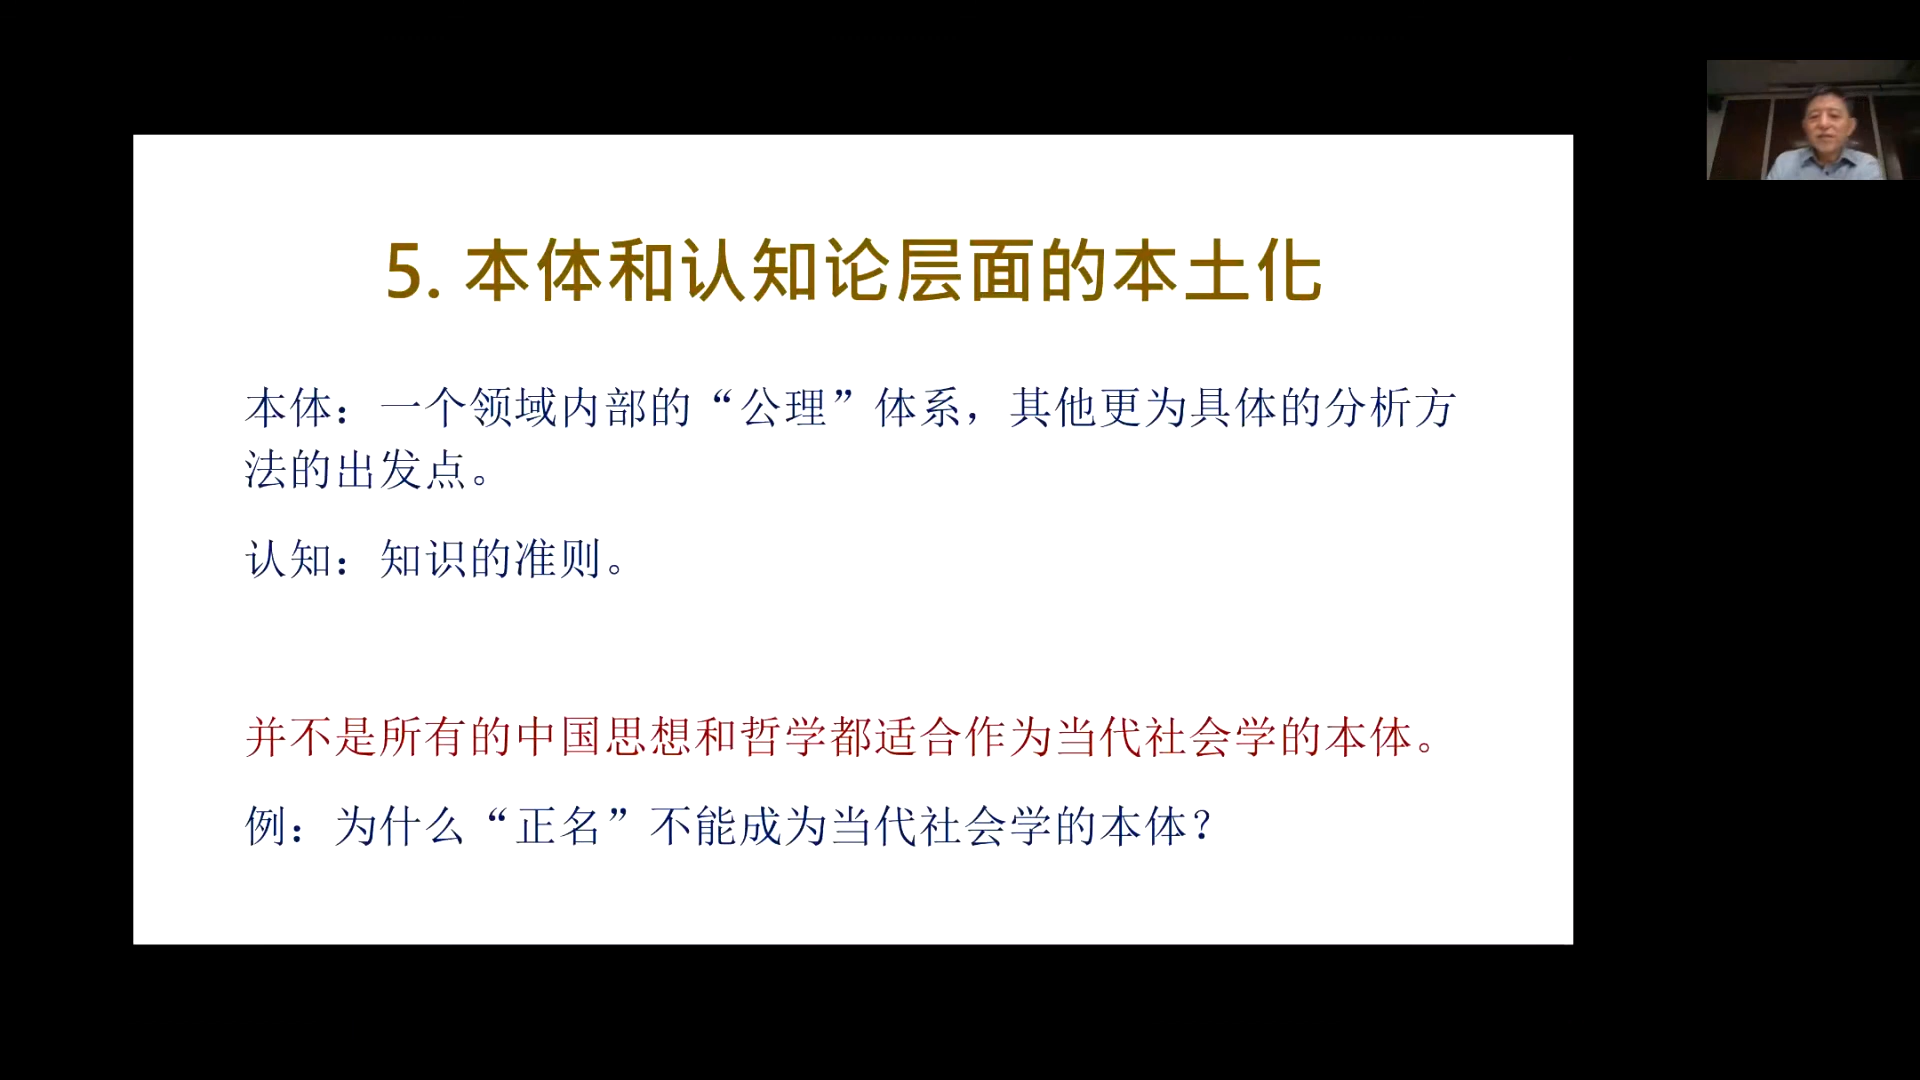 5. 本体和认知论层面的本土化
本体：一个领域内部的“公理”体系，其他更为具体的分析方
法的出发点。
认知：知识的准则。
并不是所有的中国思想和哲学都适合作为当代社会学的本体。
例：为什么“正名”不能成为当代社会学的本体？